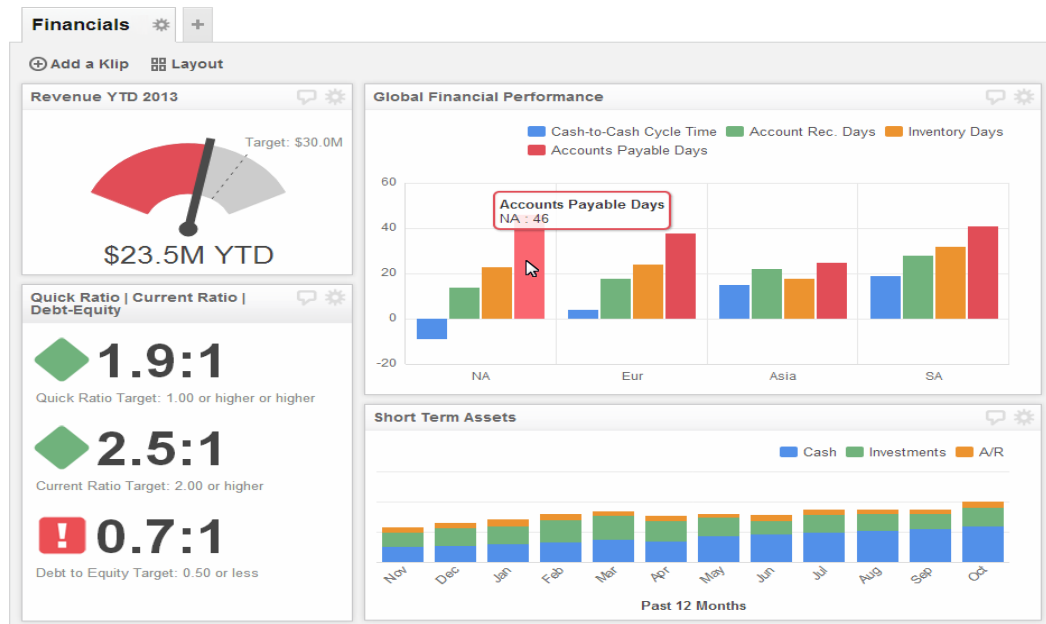 Financials
+
Add a Klip
Layout
Revenue YTD 2013
Target: $30.0M
$23.5M YTD
Quick Ratio | Current Ratio |
Debt-Equity
1.9:1
Quick Ratio Target: 1.00 or higher or higher
2.5:1
Current Ratio Target: 2.00 or higher
!
0.7:1
Debt to Equity Target: 0.50 or less
Global Financial Performance
Cash-to-Cash Cycle Time Account Rec. Days Inventory Days
Accounts Payable Days
60
Accounts Payable Days
NA : 46
40
20
0
-20
NA Eur Asia SA
Short Term Assets
Cash Investments A/R
Nov Dec Jan Feb Mar Apr May Jun Jul Aug Sep Oct
Past 12 Months